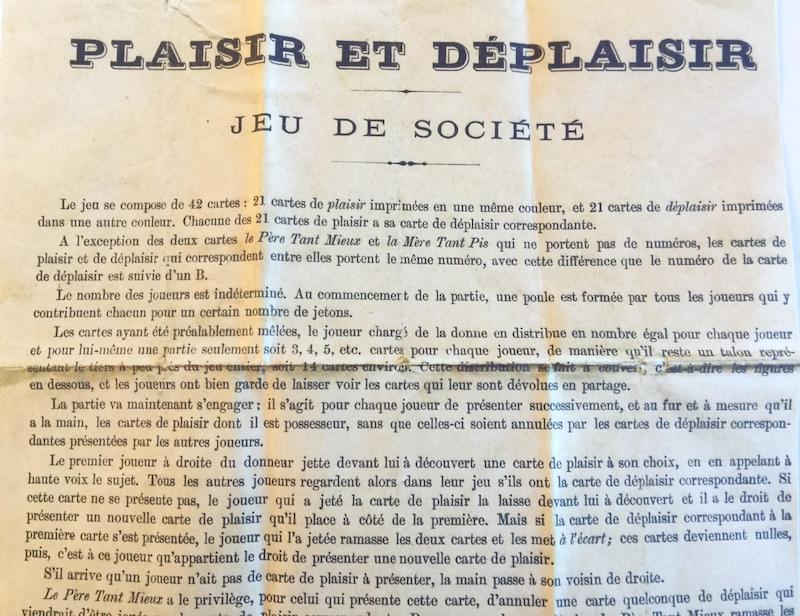 PLAISIR ET DÉPLAISIR
JEU DE SOCIÉTÉ
Le jeu se compose de 42 cartes : 21 cartes de plaisir imprimées en une même couleur, et 21 cartes de déplaisir imprimées
dans une autre couleur. Chacune des 21 cartes de plaisir a sa carte de déplaisir correspondante.
A l'exception des deux cartes le Père Tant Mieux et la Mère Tant Pis qui ne portent pas de numéros, les cartes de
plaisir et de déplaisir qui correspondent entre elles portent le même numéro, avec cette différence que le numéro de la carte
de déplaisir est suivie d'un B.
Le nombre des joueurs est indéterminé. Au commencement de la partie, une poule est formée par tous les joueurs qui y
contribuent chacun pour un certain nombre de jetons.
Les cartes ayant été préalablement mêlées, le joueur chargé de la donne en distribue en nombre égal pour chaque joueur
et pour lui-même une partie seulement soit 3, 4, 5, etc. cartes pour chaque joueur, de manière qu'il reste un talon repré-
sentant le tiers à peu près du jeu entier, soit 14 cartes environ. Cette distribution se fait à couvert, c'est-à-dire les figures
en dessous, et les joueurs ont bien garde de laisser voir les cartes qui leur sont dévolues en partage.
La partie va maintenant s'engager ; il s'agit pour chaque joueur de présenter successivement, et au fur et à mesure qu'il
a la main, les cartes de plaisir dont il est possesseur, sans que celles-ci soient annulées par les cartes de déplaisir correspon-
dantes présentées par les autres joueurs.
Le premier joueur à droite du donneur jette devant lui à découvert une carte de plaisir à son choix, en en appelant à
haute voix le sujet. Tous les autres joueurs regardent alors dans leur jeu s'ils ont la carte de déplaisir correspondante. Si
cette carte ne se présente pas, le joueur qui a jeté la carte de plaisir la laisse devant lui à découvert et il a le droit de
présenter un nouvelle carte de plaisir qu'il place à côté de la première. Mais si la carte de déplaisir correspondant à la
première carte s'est présentée, le joueur qui l'a jetée ramasse les deux cartes et les met à l'écart; ces cartes deviennent nulles,
puis, c'est à ce joueur qu'appartient le droit de présenter une nouvelle carte de plaisir.
S'il arrive qu'un joueur n'ait pas de carte de plaisir à présenter, la main passe à son voisin de droite.
Le Père Tant Mieux a le privilège, pour celui qui présente cette carte, d'annuler une carte quelconque de déplaisir qui
viendrait d'être